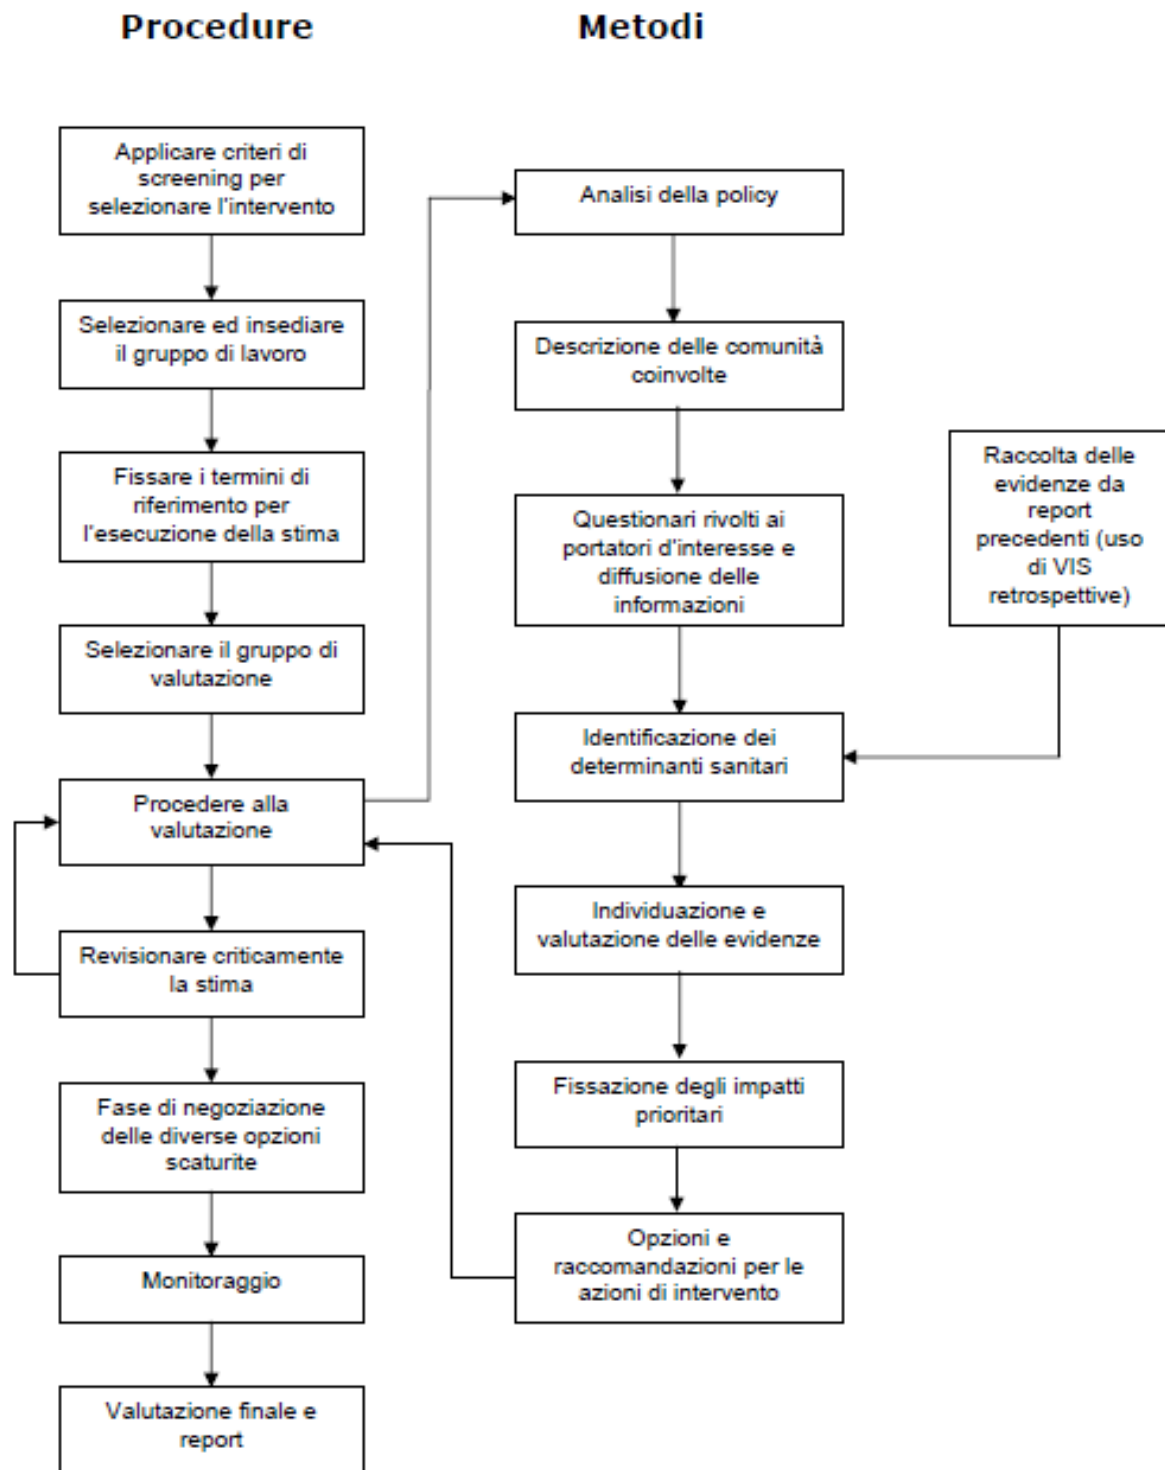 Procedure
Metodi
Applicare criteri di
screening per
selezionare l'intervento
Selezionare ed insediare
il gruppo di lavoro
Fissare i termini di
riferimento per
l'esecuzione della stima
Selezionare il gruppo di
valutazione
Procedere alla
valutazione
Revisionare criticamente
la stima
Fase di negoziazione
delle diverse opzioni
scaturite
Monitoraggio
Valutazione finale e
report
Analisi della policy
Descrizione delle comunità
coinvolte
Questionari rivolti ai
portatori d'interesse e
diffusione delle
informazioni
Identificazione dei
determinanti sanitari
Individuazione e
valutazione delle evidenze
Fissazione degli impatti
prioritari
Opzioni e
raccomandazioni per le
azioni di intervento
Raccolta delle
evidenze da
report
precedenti (uso
di VIS
retrospettive)